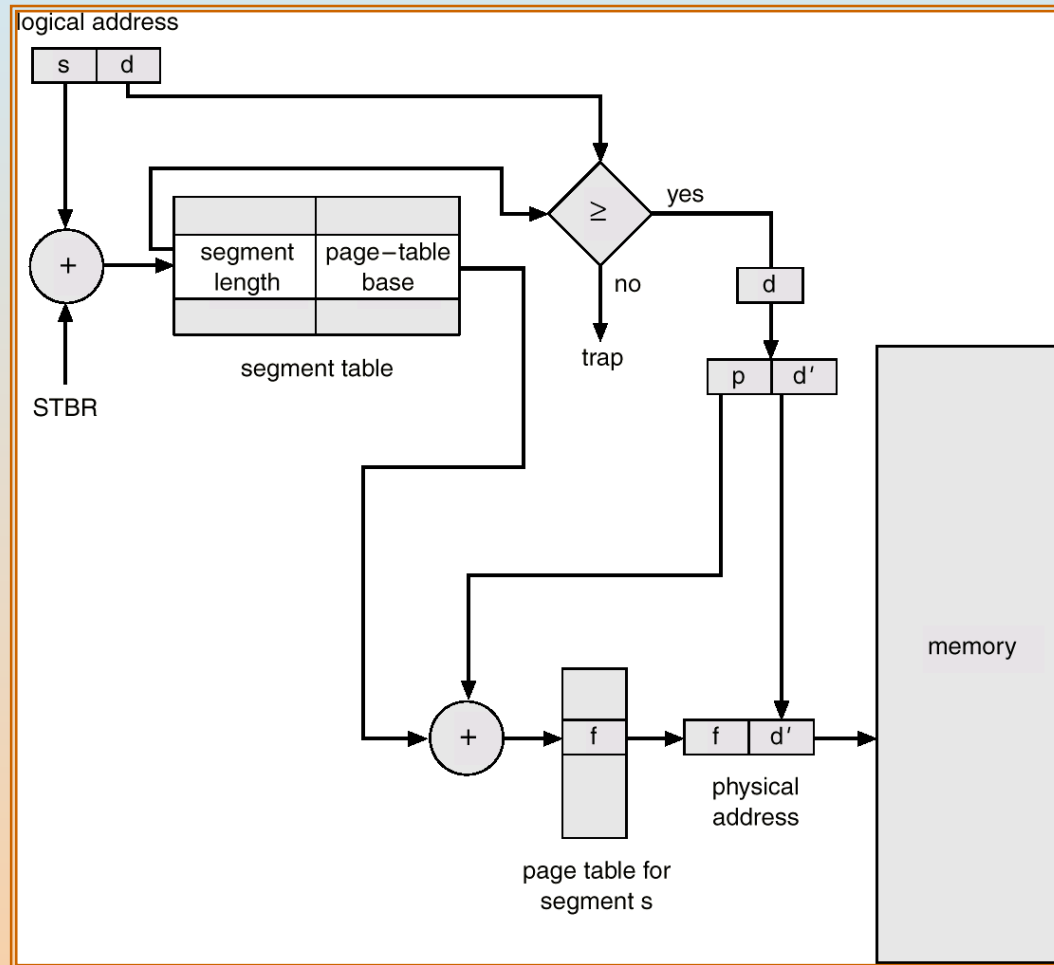 logical address
s d
≥
yes
+
segment page–table
length base
no
d
segment table
trap
p d′
STBR
memory
+
f
f d′
physical
address
page table for
segment s